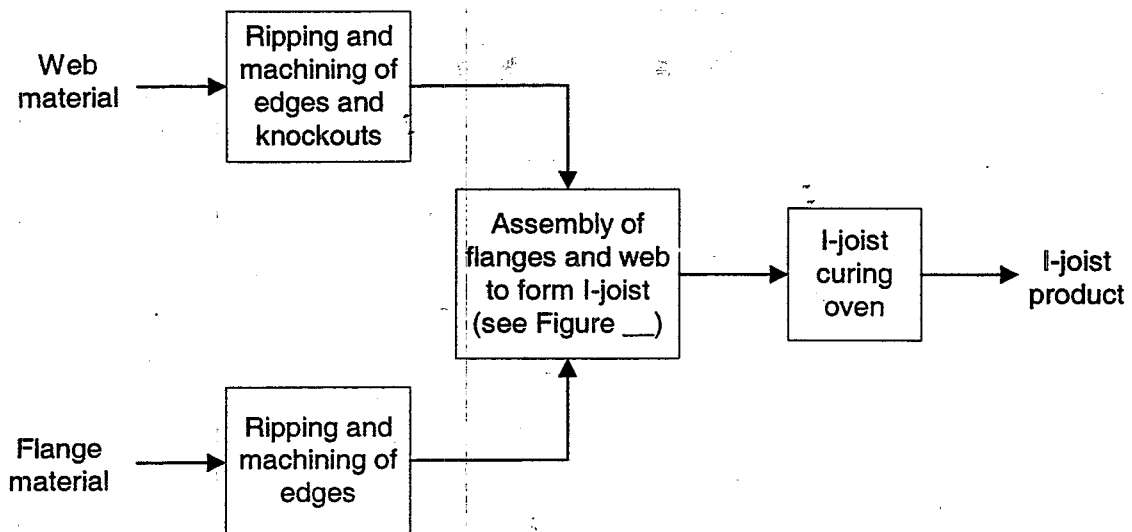 Web
material
Ripping and
machining of
edges and
knockouts
Assembly of
flanges and web
to form I-joist
(see Figure __)
I-joist
curing
oven
I-joist
product
Flange
material
Ripping and
machining of
edges